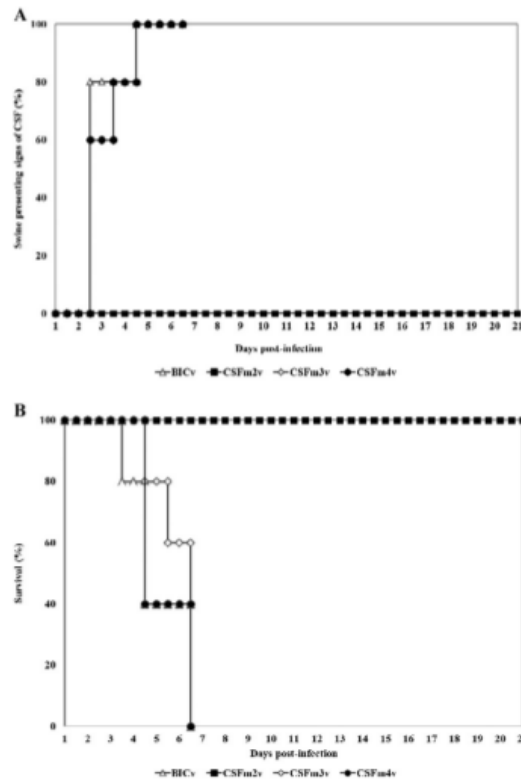 A
100
80
60
40
20
0
Swine presenting signs of CSF (%)
1 2 3 4 5 6 7 8 9 10 11 12 13 14 15 16 17 18 19 20 21
Days post-infection
BICv CSFm2v CSFm3v CSFm4v
B
100
80
60
40
20
0
Survival (%)
1 2 3 4 5 6 7 8 9 10 11 12 13 14 15 16 17 18 19 20 2
Days post-infection
BICv CSFm2v CSFm3v CSFm4v